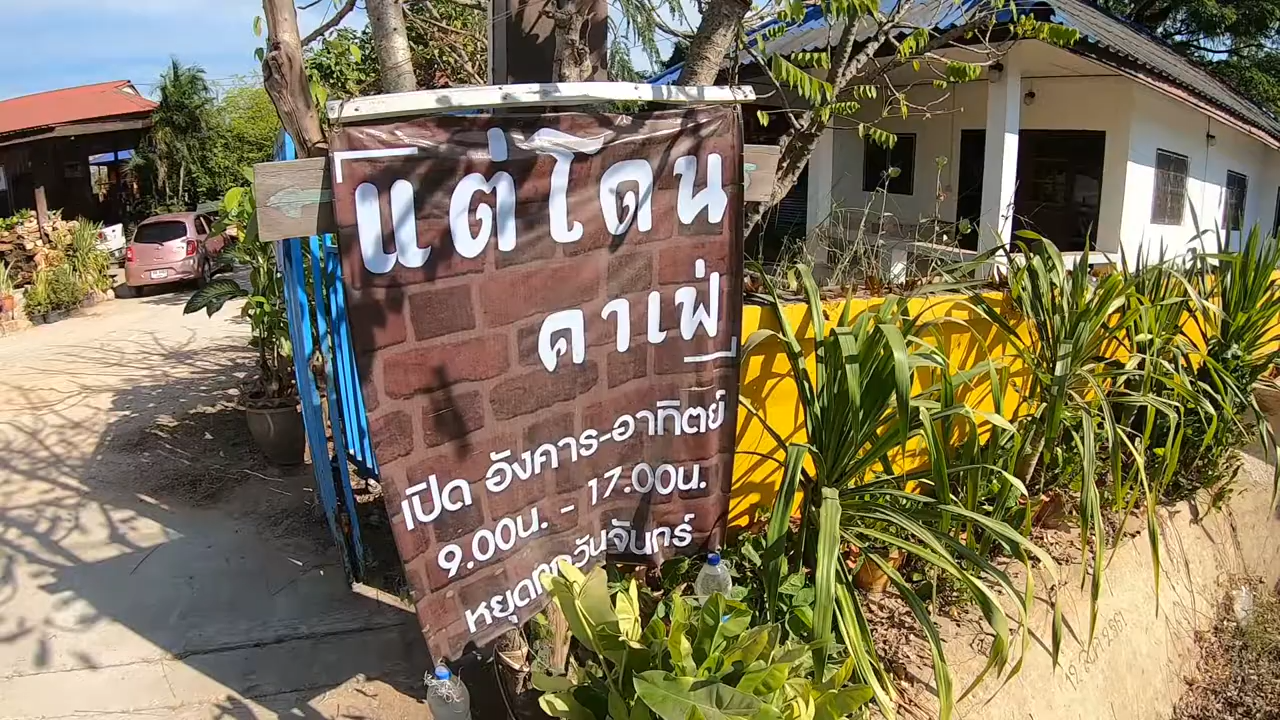 แต่โดน
คาเฟ่
เปิด อังคาร-อาทิตย์
9.00น. - 17.00น.
หยุดทุกวันจันทร์